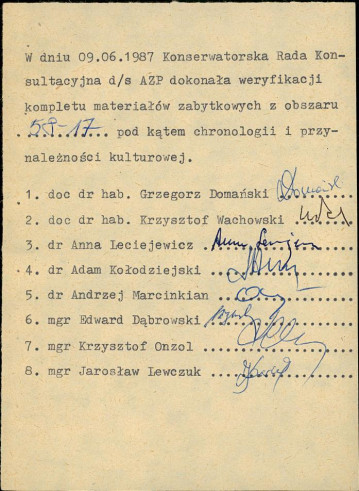 W dniu 09.06.1987 Konserwatorska Rada Kon-
sultacyjna d/s AZP dokonała weryfikacji
kompletu materiałów zabytkowych z obszaru
..59-17.. pod kątem chronologii i przy-
należności kulturowej.
1. doc dr hab. Grzegorz Domański
2. doc dr hab. Krzysztof Wachowski
3. dr Anna Leciejewicz
4. dr Adam Kołodziejski
5. dr Andrzej Marcinkian
6. mgr Edward Dąbrowski
7. mgr Krzysztof Onzol
8. mgr Jarosław Lewczuk